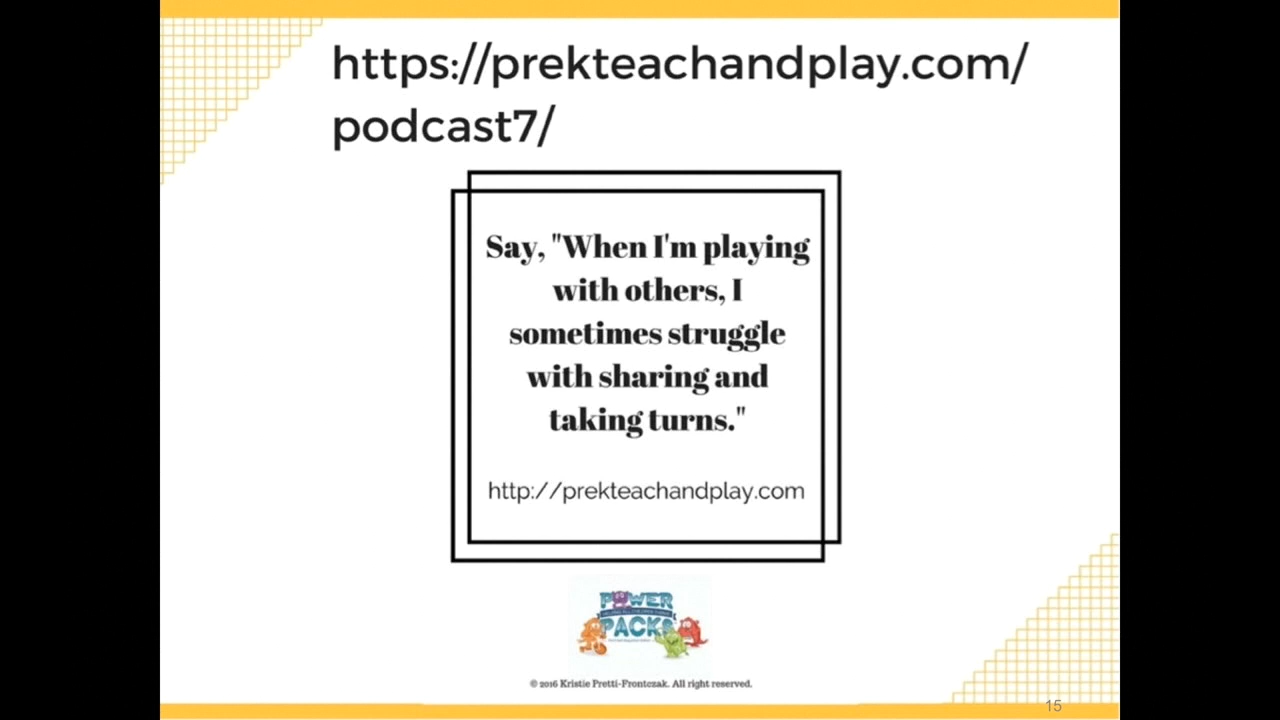 https://prekteachandplay.com/
podcast7/
Say, "When I'm playing
with others, I
sometimes struggle
with sharing and
taking turns."
http://prekteachandplay.com
POWER
PACKS
© 2016 Kristie Pretti-Frontczak. All right reserved.
15